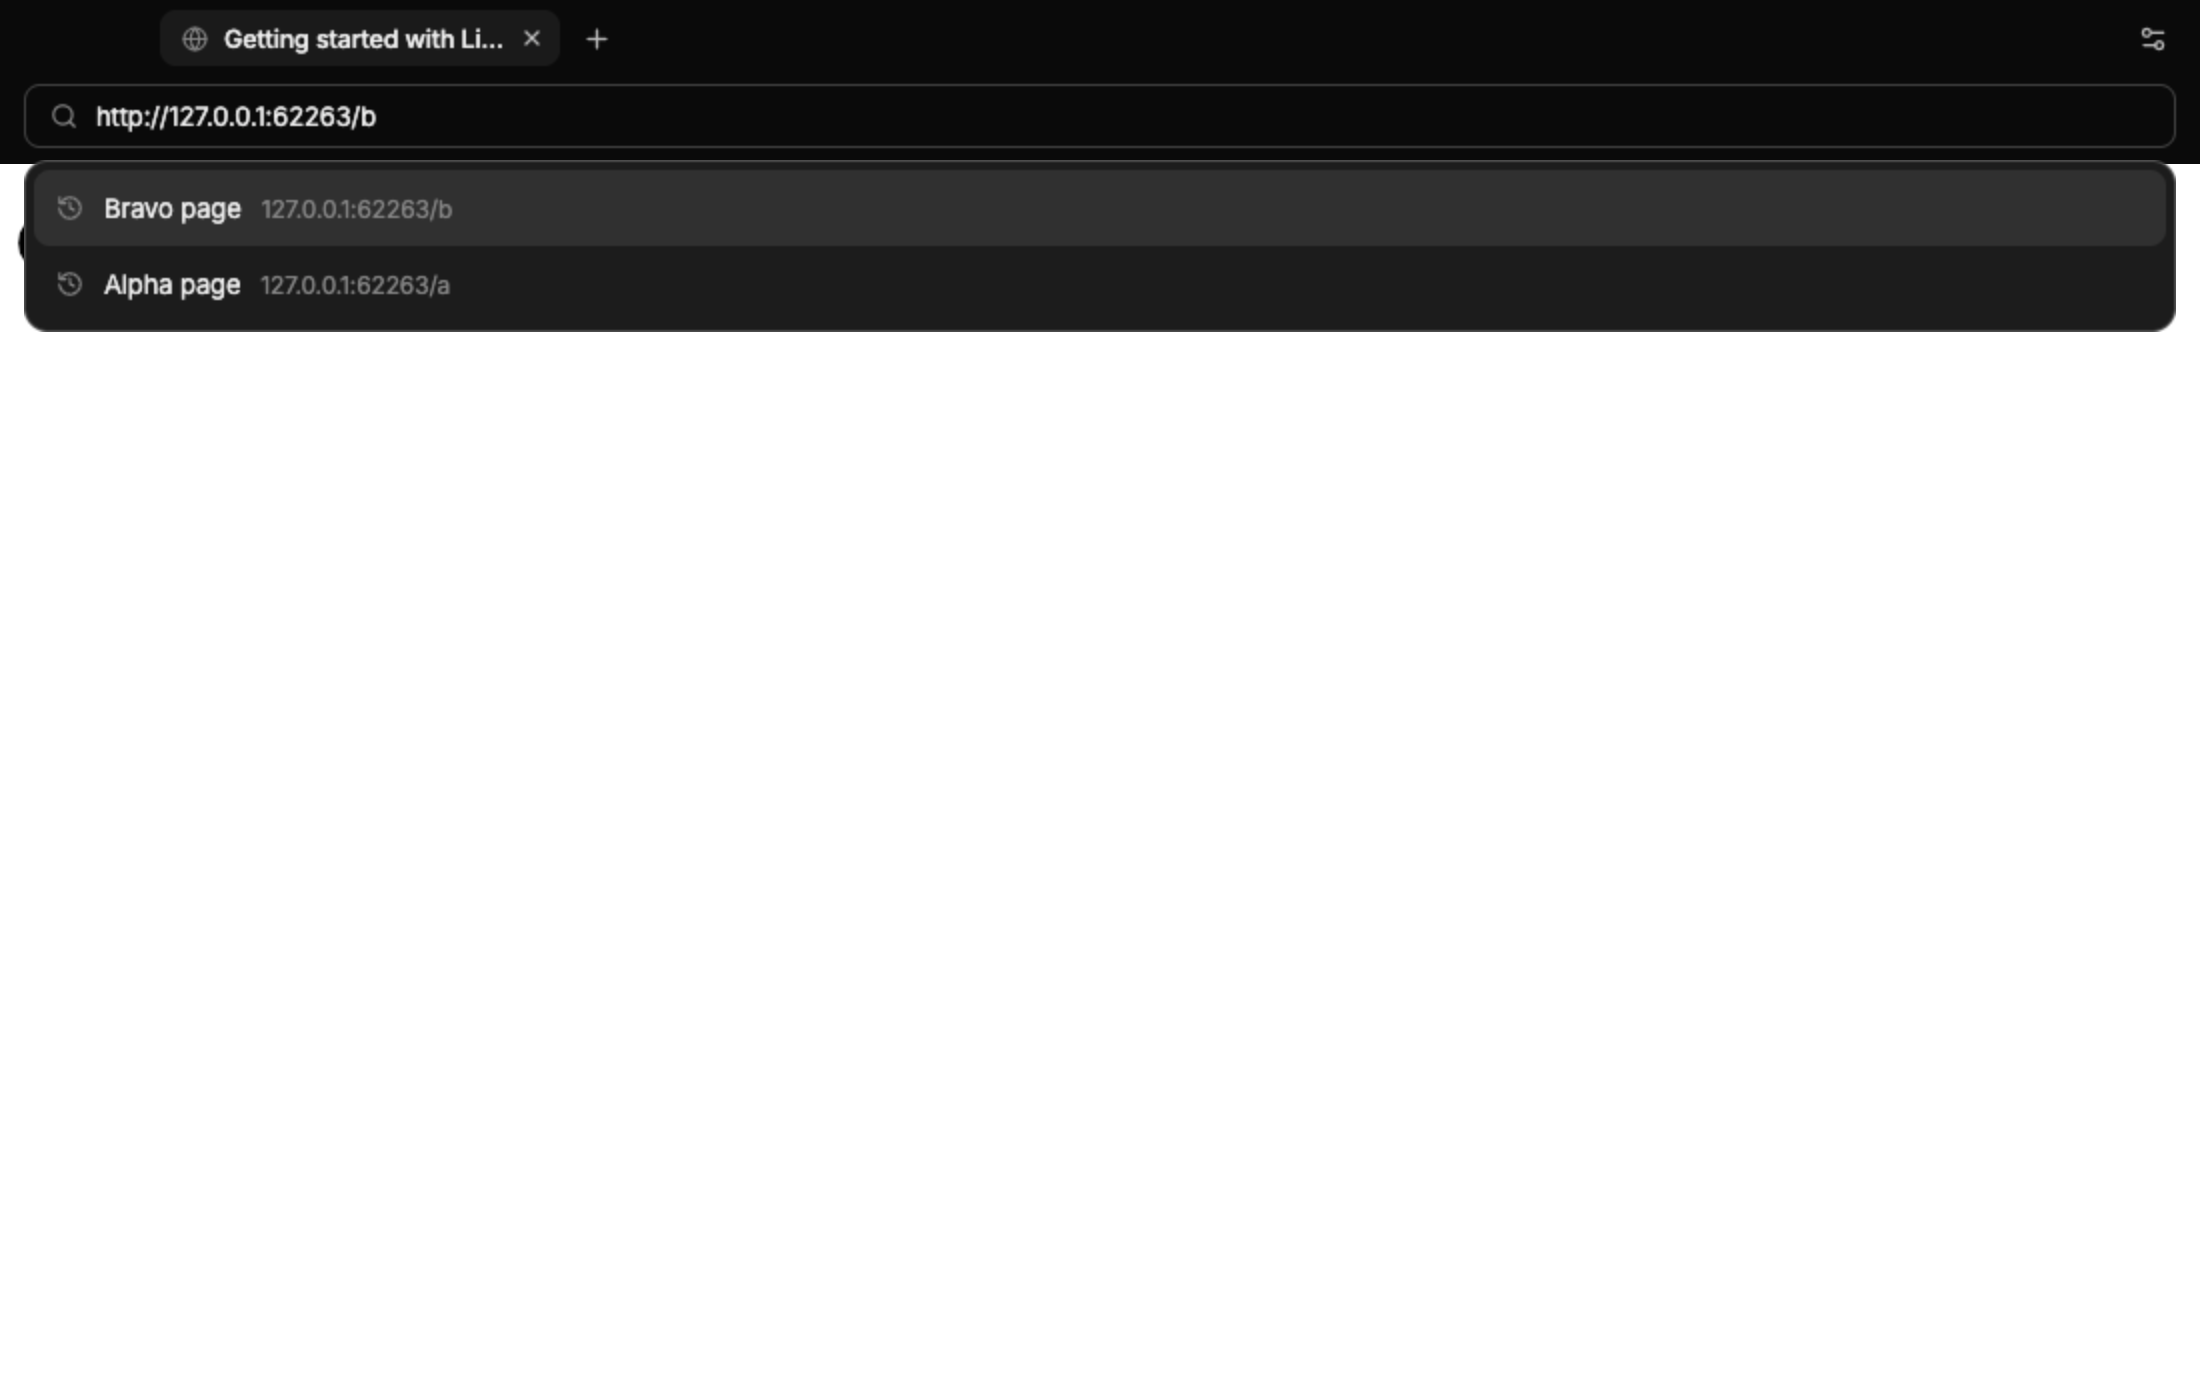 Getting started with Li...
http://127.0.0.1:62263/b
Bravo page 127.0.0.1:62263/b
Alpha page 127.0.0.1:62263/a